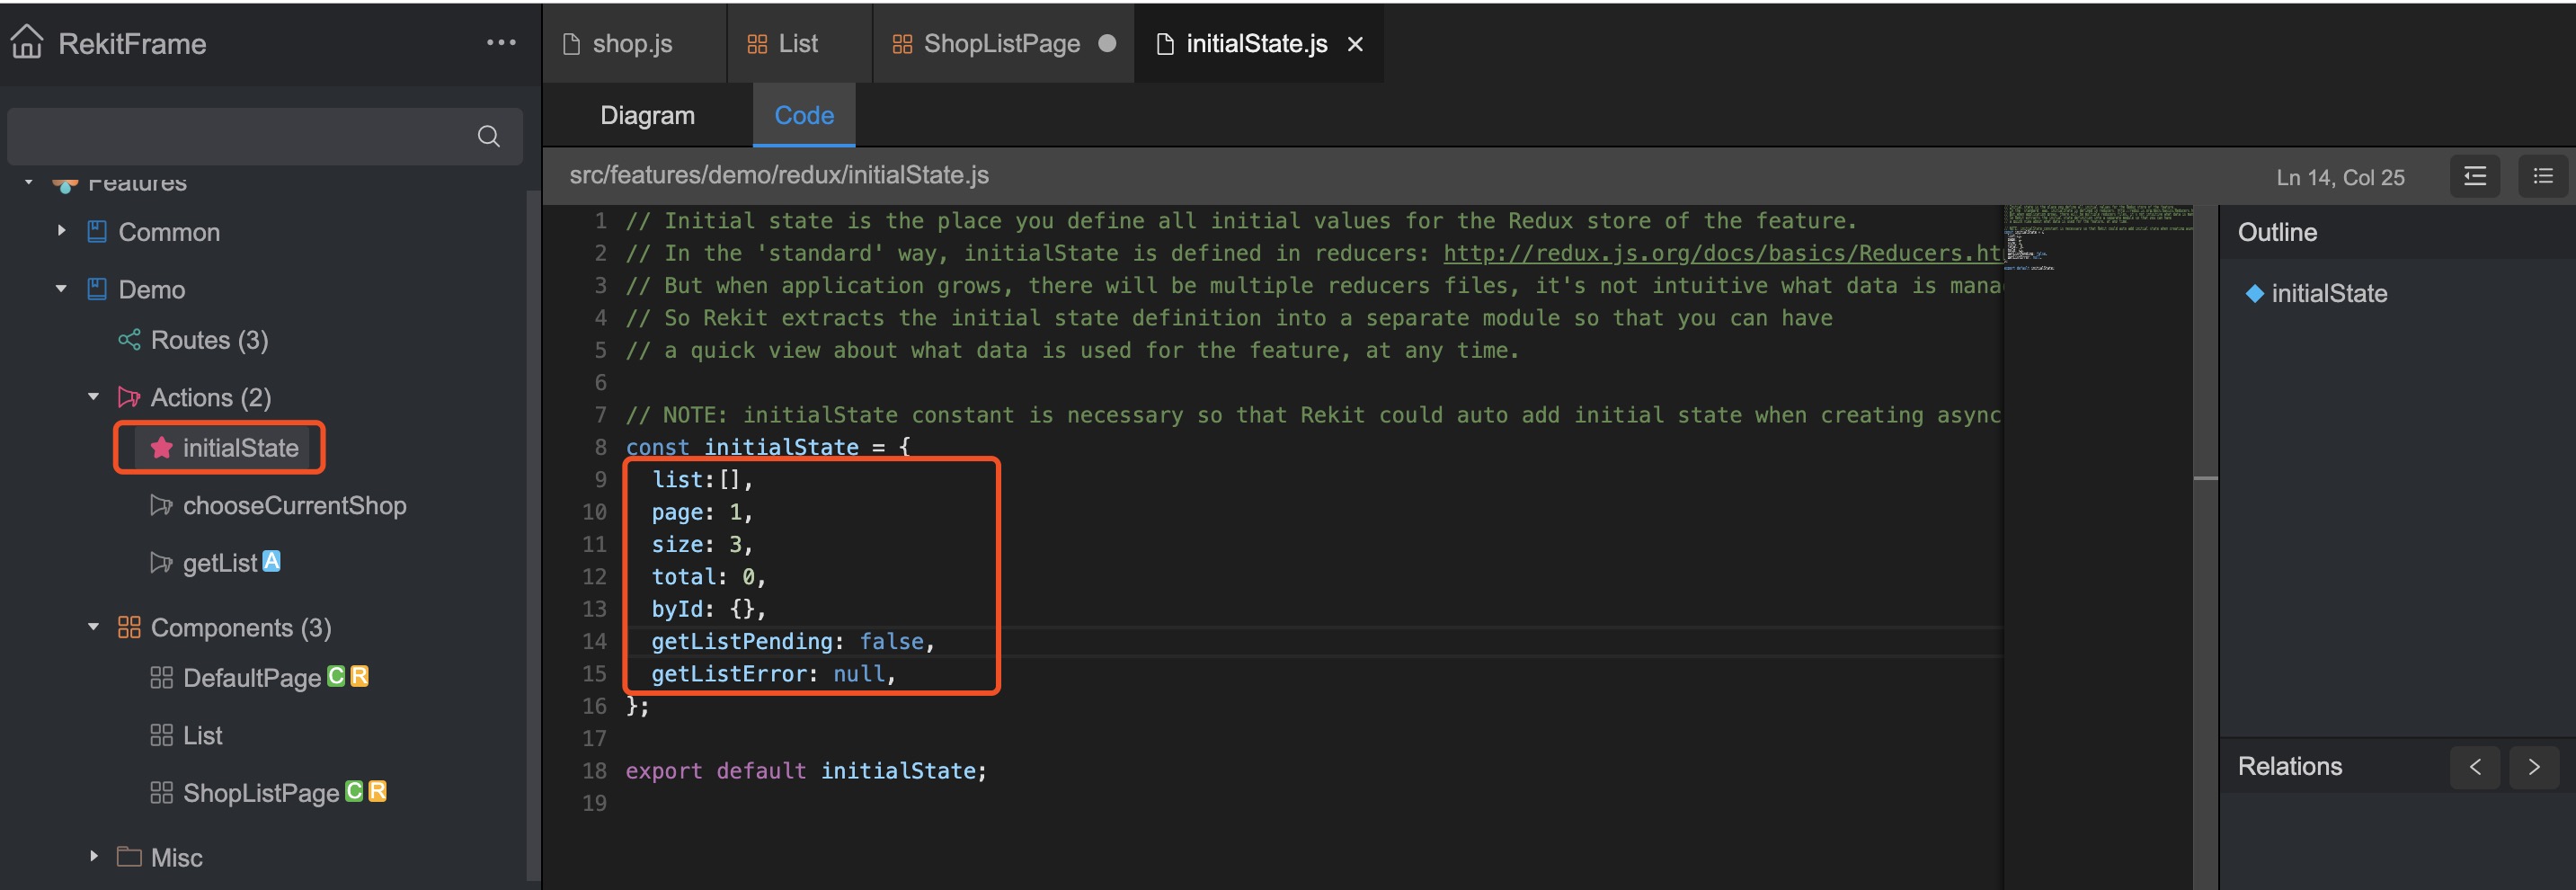 RekitFrame
Features
Common
Demo
Routes (3)
Actions (2)
initialState
chooseCurrentShop
getList A
Components (3)
DefaultPage C R
List
ShopListPage C R
Misc
shop.js
List
ShopListPage
initialState.js
Diagram
Code
src/features/demo/redux/initialState.js
Ln 14, Col 25
1 // Initial state is the place you define all initial values for the Redux store of the feature.
2 // In the 'standard' way, initialState is defined in reducers: http://redux.js.org/docs/basics/Reducers.ht
3 // But when application grows, there will be multiple reducers files, it's not intuitive what data is mana
4 // So Rekit extracts the initial state definition into a separate module so that you can have
5 // a quick view about what data is used for the feature, at any time.
6
7 // NOTE: initialState constant is necessary so that Rekit could auto add initial state when creating async
8 const initialState = {
9 list:[],
10 page: 1,
11 size: 3,
12 total: 0,
13 byId: {},
14 getListPending: false,
15 getListError: null,
16 };
17
18 export default initialState;
19
Outline
initialState
Relations